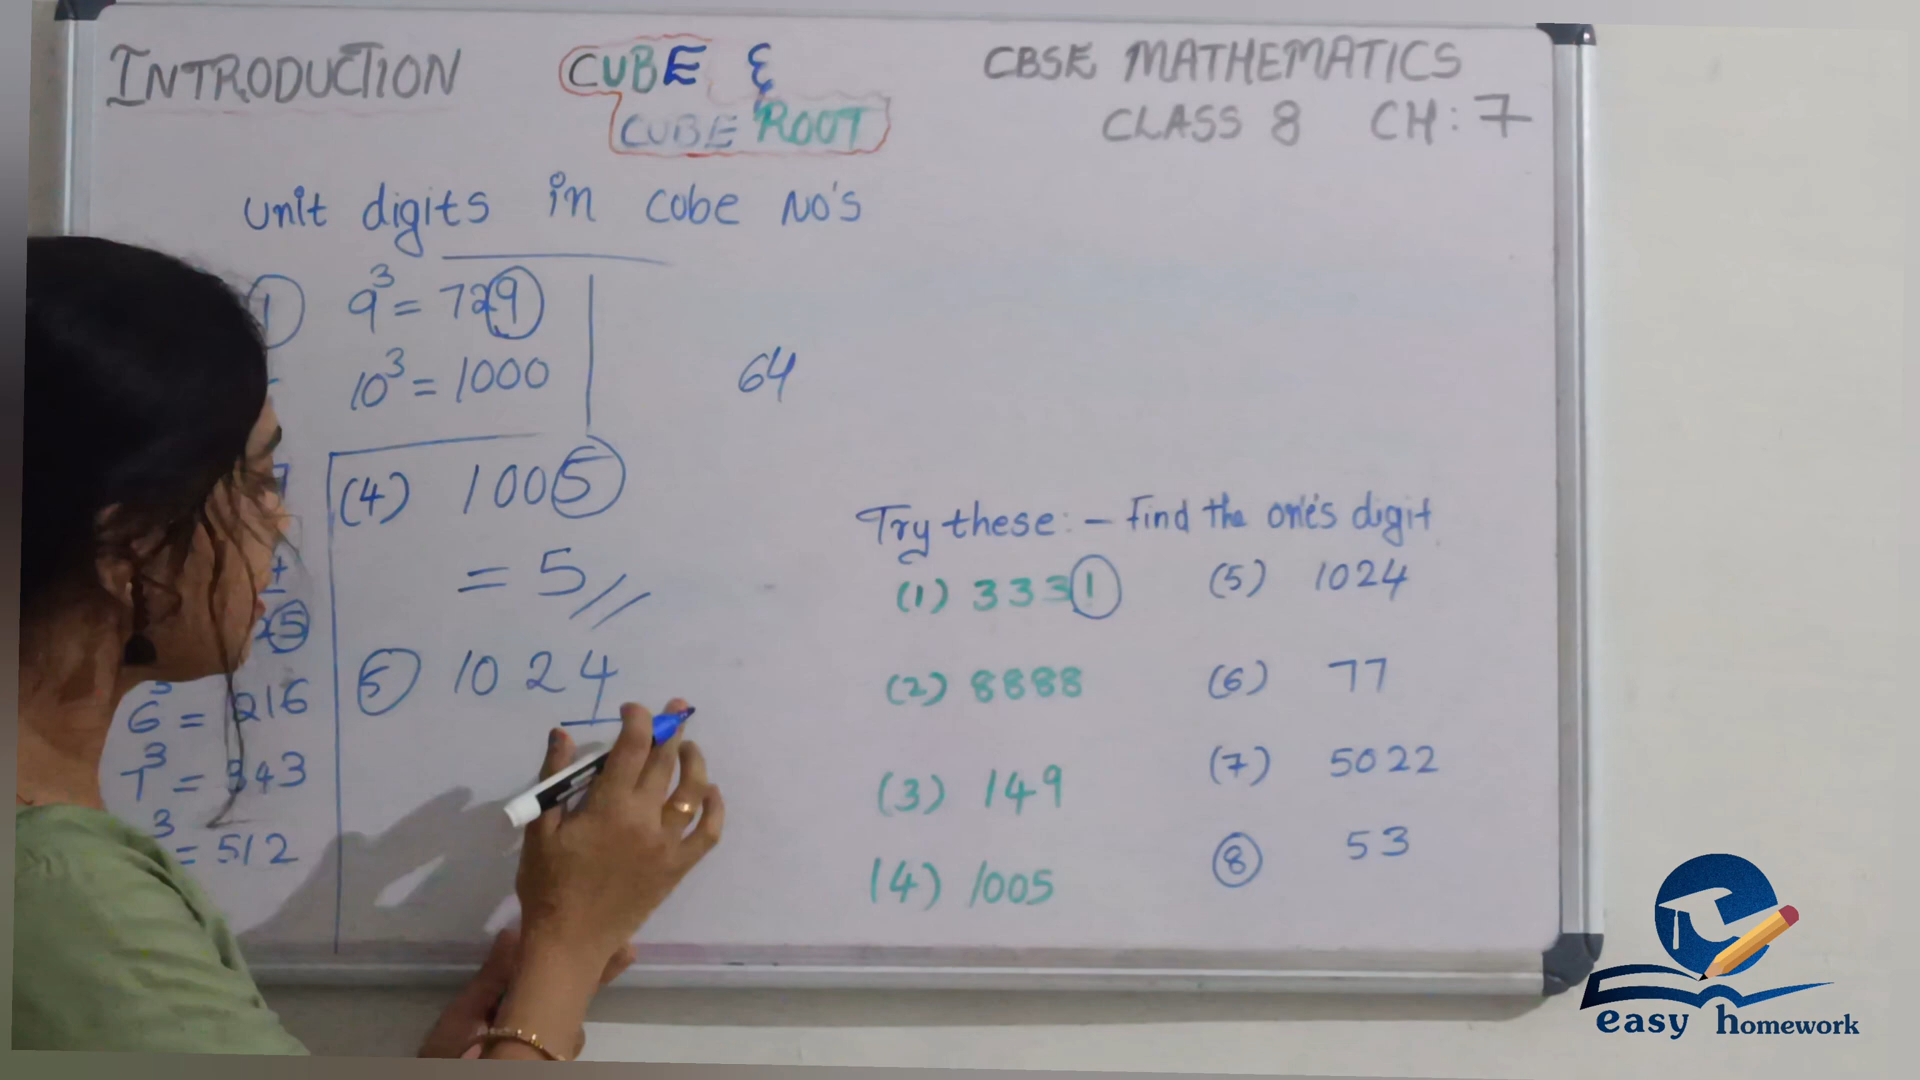 INTRODUCTION
CUBE &
CUBE ROOT
CBSE MATHEMATICS
CLASS 8 CH: 7
Unit digits in cube No's
1
9³ = 729
10³ = 1000
64
5
6³ = 216
7³ = 343
³ = 512
(4) 1005
= 5//
5 1024
Try these: - Find the one's digit
(1) 3331
(2) 8888
(3) 149
(4) 1005
(5) 1024
(6) 77
(7) 5022
8 53
easy homework